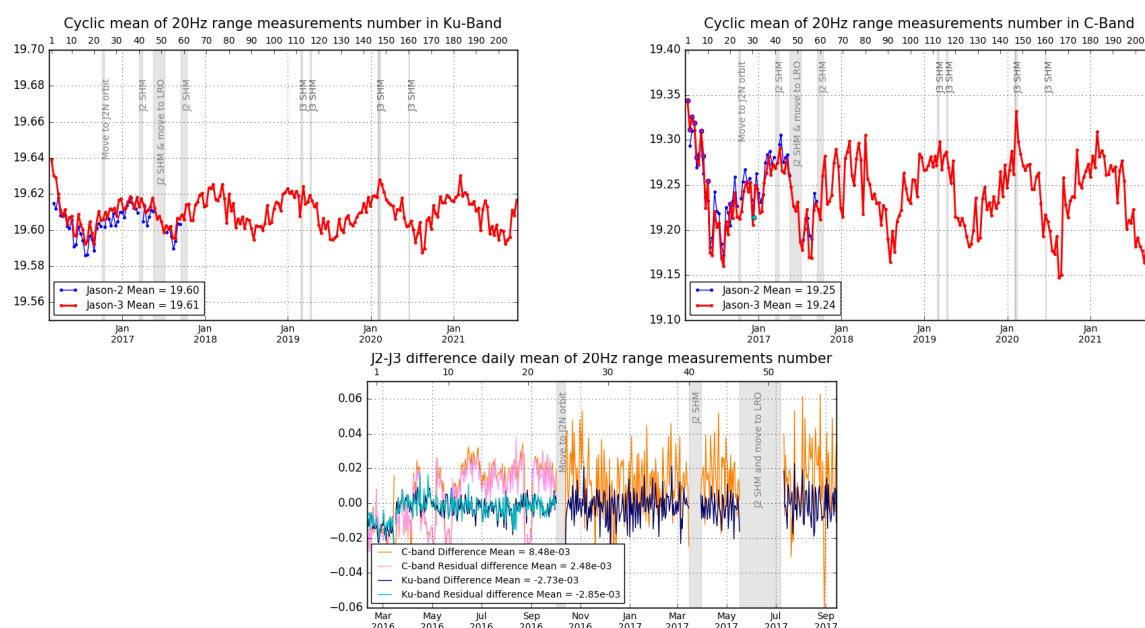 Cyclic mean of 20Hz range measurements number in Ku-Band
1 10 20 30 40 50 60 70 80 90 100 110 120 130 140 150 160 170 180 190 200
19.70
19.68
19.66
19.64
19.62
19.60
19.58
19.56
Move to J2N orbit
J2 SHM
J2 SHM & move to LRO
J2 SHM
J3 SHM
J3 SHM
J3 SHM
J3 SHM
Jason-2 Mean = 19.60
Jason-3 Mean = 19.61
Jan 2017
Jan 2018
Jan 2019
Jan 2020
Jan 2021
Cyclic mean of 20Hz range measurements number in C-Band
1 10 20 30 40 50 60 70 80 90 100 110 120 130 140 150 160 170 180 190 200
19.40
19.35
19.30
19.25
19.20
19.15
19.10
Move to J2N orbit
J2 SHM
J2 SHM & move to LRO
J2 SHM
J3 SHM
J3 SHM
J3 SHM
J3 SHM
Jason-2 Mean = 19.25
Jason-3 Mean = 19.24
Jan 2017
Jan 2018
Jan 2019
Jan 2020
Jan 2021
J2-J3 difference daily mean of 20Hz range measurements number
1 10 20 30 40 50
0.06
0.04
0.02
0.00
−0.02
−0.04
−0.06
Move to J2N orbit
J2 SHM
J2 SHM and move to LRO
C-band Difference Mean = 8.48e-03
C-band Residual difference Mean = 2.48e-03
Ku-band Difference Mean = -2.73e-03
Ku-band Residual difference Mean = -2.85e-03
Mar 2016
May 2016
Jul 2016
Sep 2016
Nov 2016
Jan 2017
Mar 2017
May 2017
Jul 2017
Sep 2017